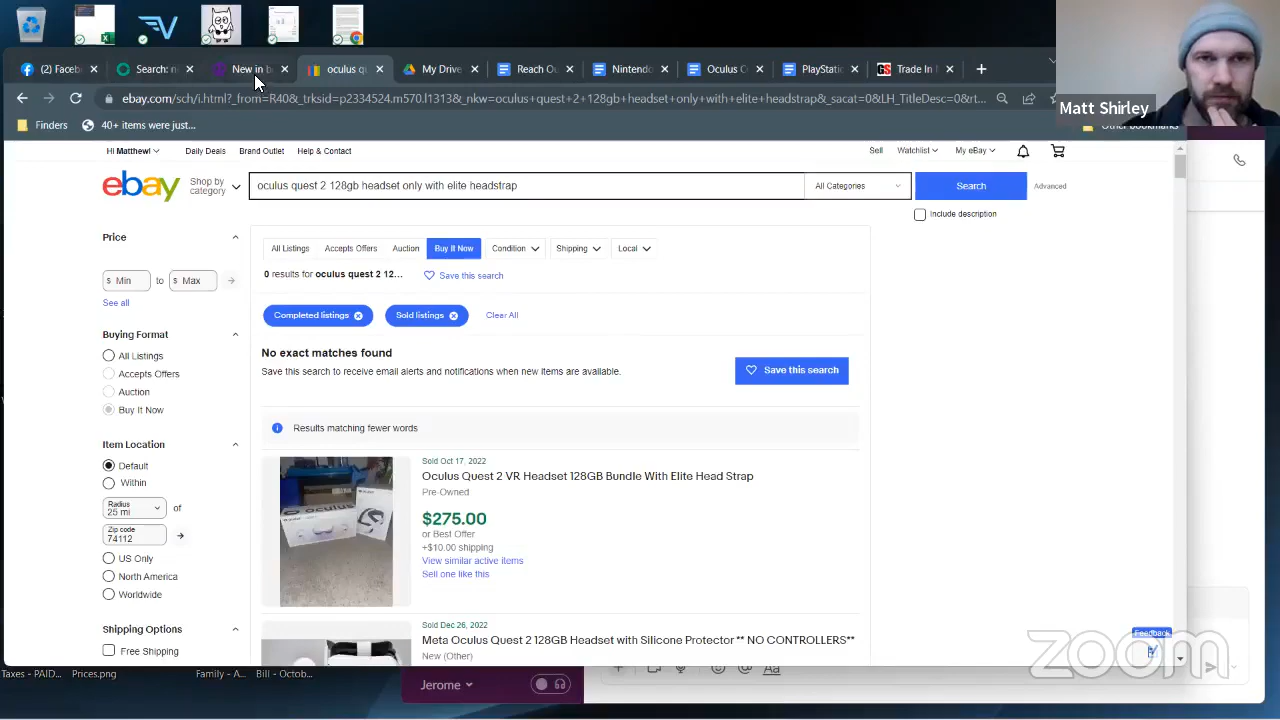 (2) Faceb
Search: n
New in b
oculus qu
My Drive
Reach Ou
Nintendo
Oculus C
PlayStatic
Trade In
ebay.com/sch/i.html?_from=R40&_trksid=p2334524.m570.l1313&_nkw=oculus+quest+2+128gb+headset+only+with+elite+headstrap&_sacat=0&LH_TitleDesc=0&rt...
Matt Shirley
Finders
40+ items were just...
Other bookmarks
Hi Matthew!
Daily Deals
Brand Outlet
Help & Contact
Sell
Watchlist
My eBay
ebay
Shop by
category
oculus quest 2 128gb headset only with elite headstrap
All Categories
Search
Advanced
Include description
Price
$ Min to $ Max
See all
Buying Format
All Listings
Accepts Offers
Auction
Buy It Now
Item Location
Default
Within
Radius
25 mi
of
Zip code
74112
US Only
North America
Worldwide
Shipping Options
Free Shipping
All Listings
Accepts Offers
Auction
Buy It Now
Condition
Shipping
Local
0 results for oculus quest 2 12...
Save this search
Completed listings
Sold listings
Clear All
No exact matches found
Save this search to receive email alerts and notifications when new items are available.
Save this search
Results matching fewer words
Sold Oct 17, 2022
Oculus Quest 2 VR Headset 128GB Bundle With Elite Head Strap
Pre-Owned
$275.00
or Best Offer
+$10.00 shipping
View similar active items
Sell one like this
oculus
Sold Dec 26, 2022
Meta Oculus Quest 2 128GB Headset with Silicone Protector ** NO CONTROLLERS**
New (Other)
Feedback
zoom
Taxes - PAID...
Prices.png
Family - A...
Bill - Octob...
Jerome
Aa